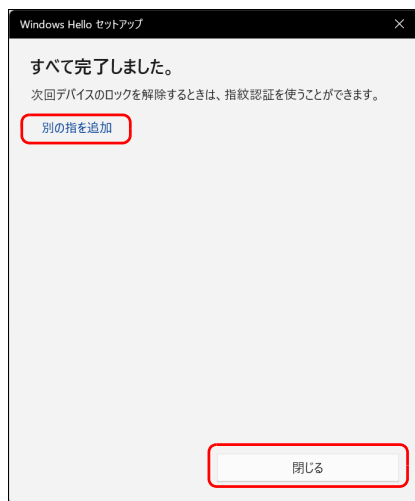 Windows Hello セットアップ
すべて完了しました。
次回デバイスのロックを解除するときは、指紋認証を使うことができます。
別の指を追加
閉じる